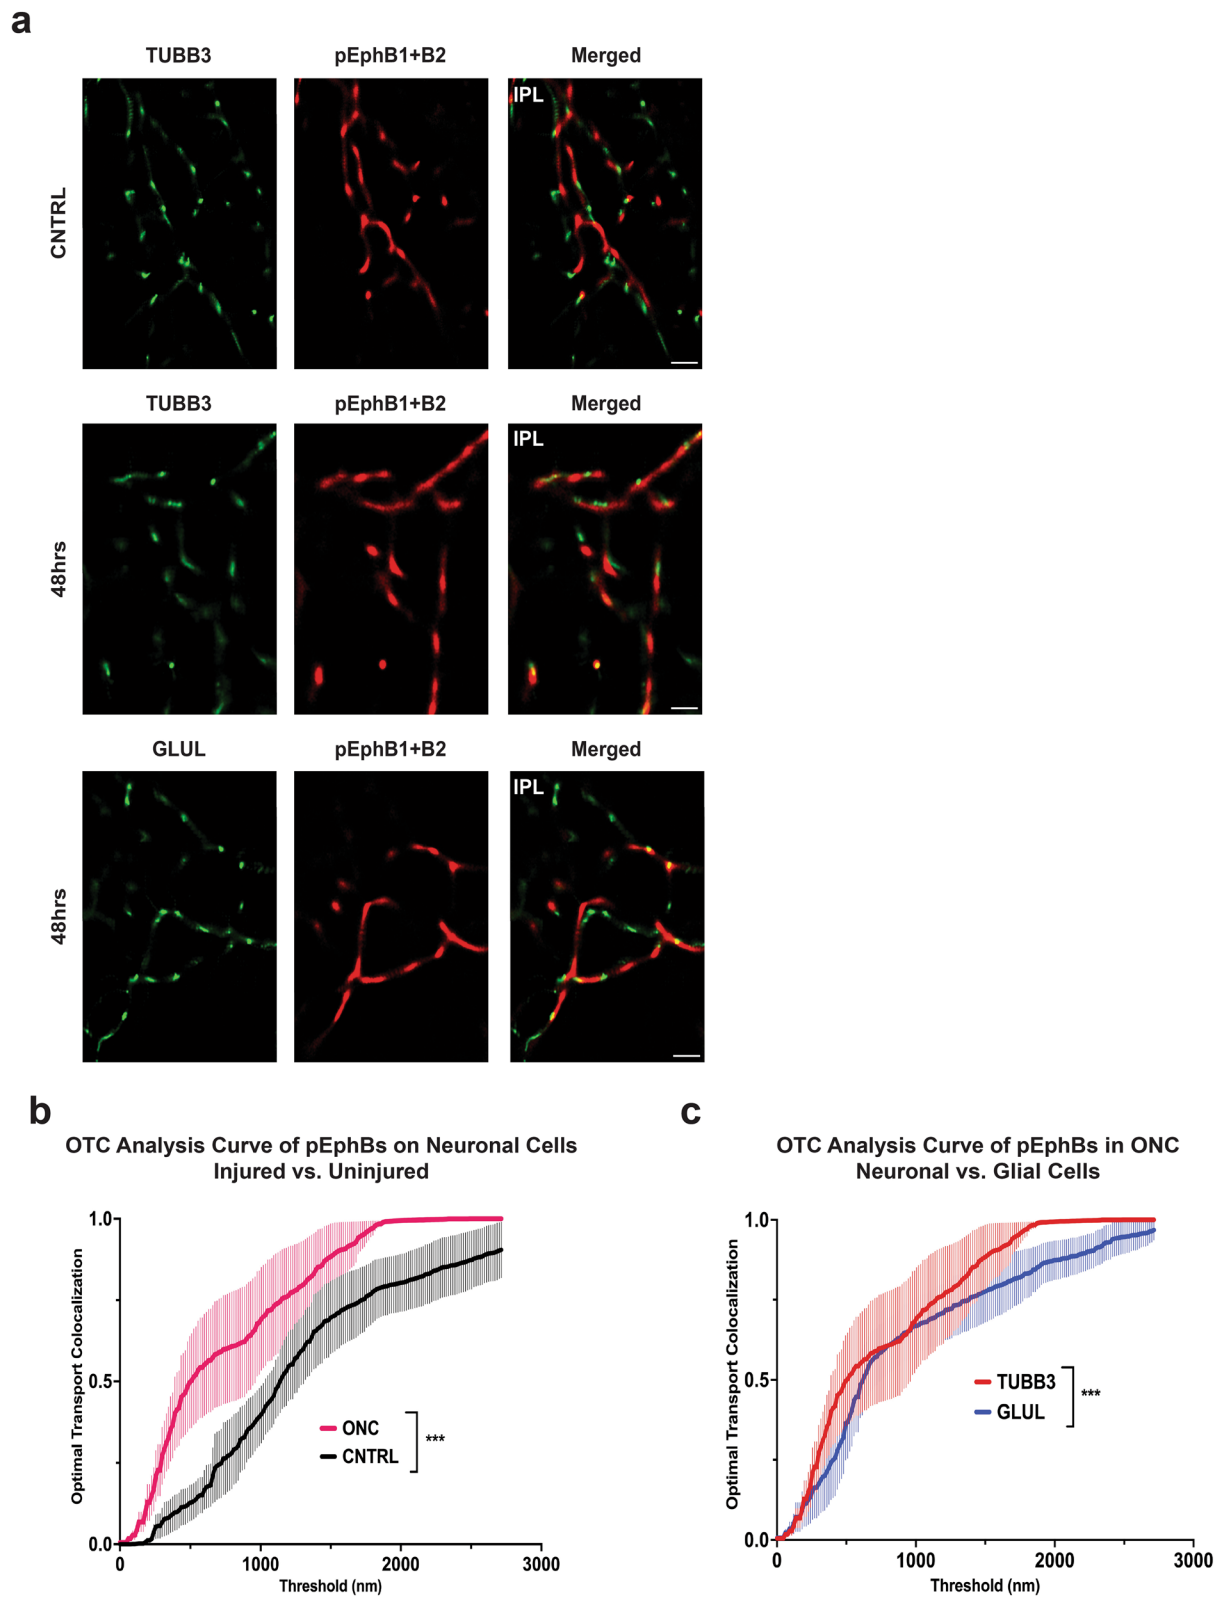 a
TUBB3 pEphB1+B2 Merged
CNTRL
IPL
TUBB3 pEphB1+B2 Merged
48hrs
IPL
GLUL pEphB1+B2 Merged
48hrs
IPL
b
OTC Analysis Curve of pEphBs on Neuronal Cells
Injured vs. Uninjured
Optimal Transport Colocalization
1.0
0.5
0.0
ONC
CNTRL
***
0 1000 2000 3000
Threshold (nm)
c
OTC Analysis Curve of pEphBs in ONC
Neuronal vs. Glial Cells
Optimal Transport Colocalization
1.0
0.5
0.0
TUBB3
GLUL
***
0 1000 2000 3000
Threshold (nm)